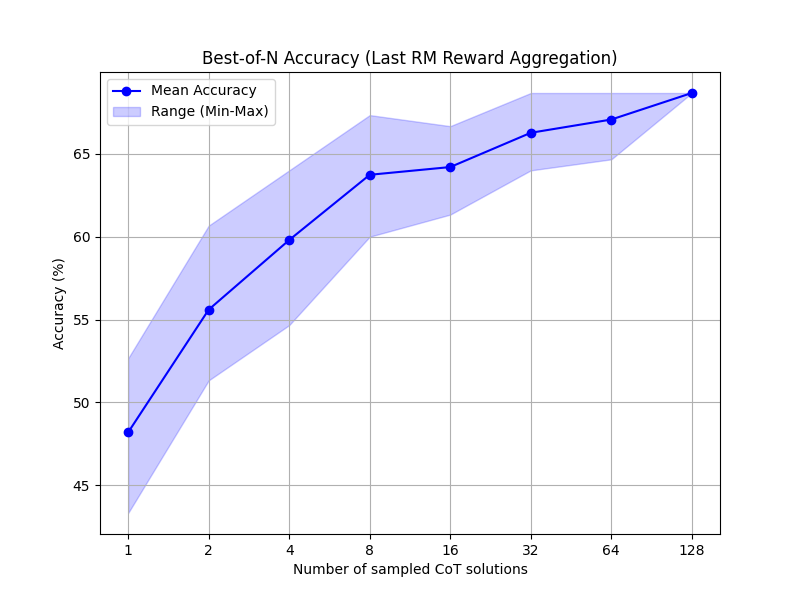 Best-of-N Accuracy (Last RM Reward Aggregation)
Mean Accuracy
Range (Min-Max)
Accuracy (%)
65
60
55
50
45
1 2 4 8 16 32 64 128
Number of sampled CoT solutions